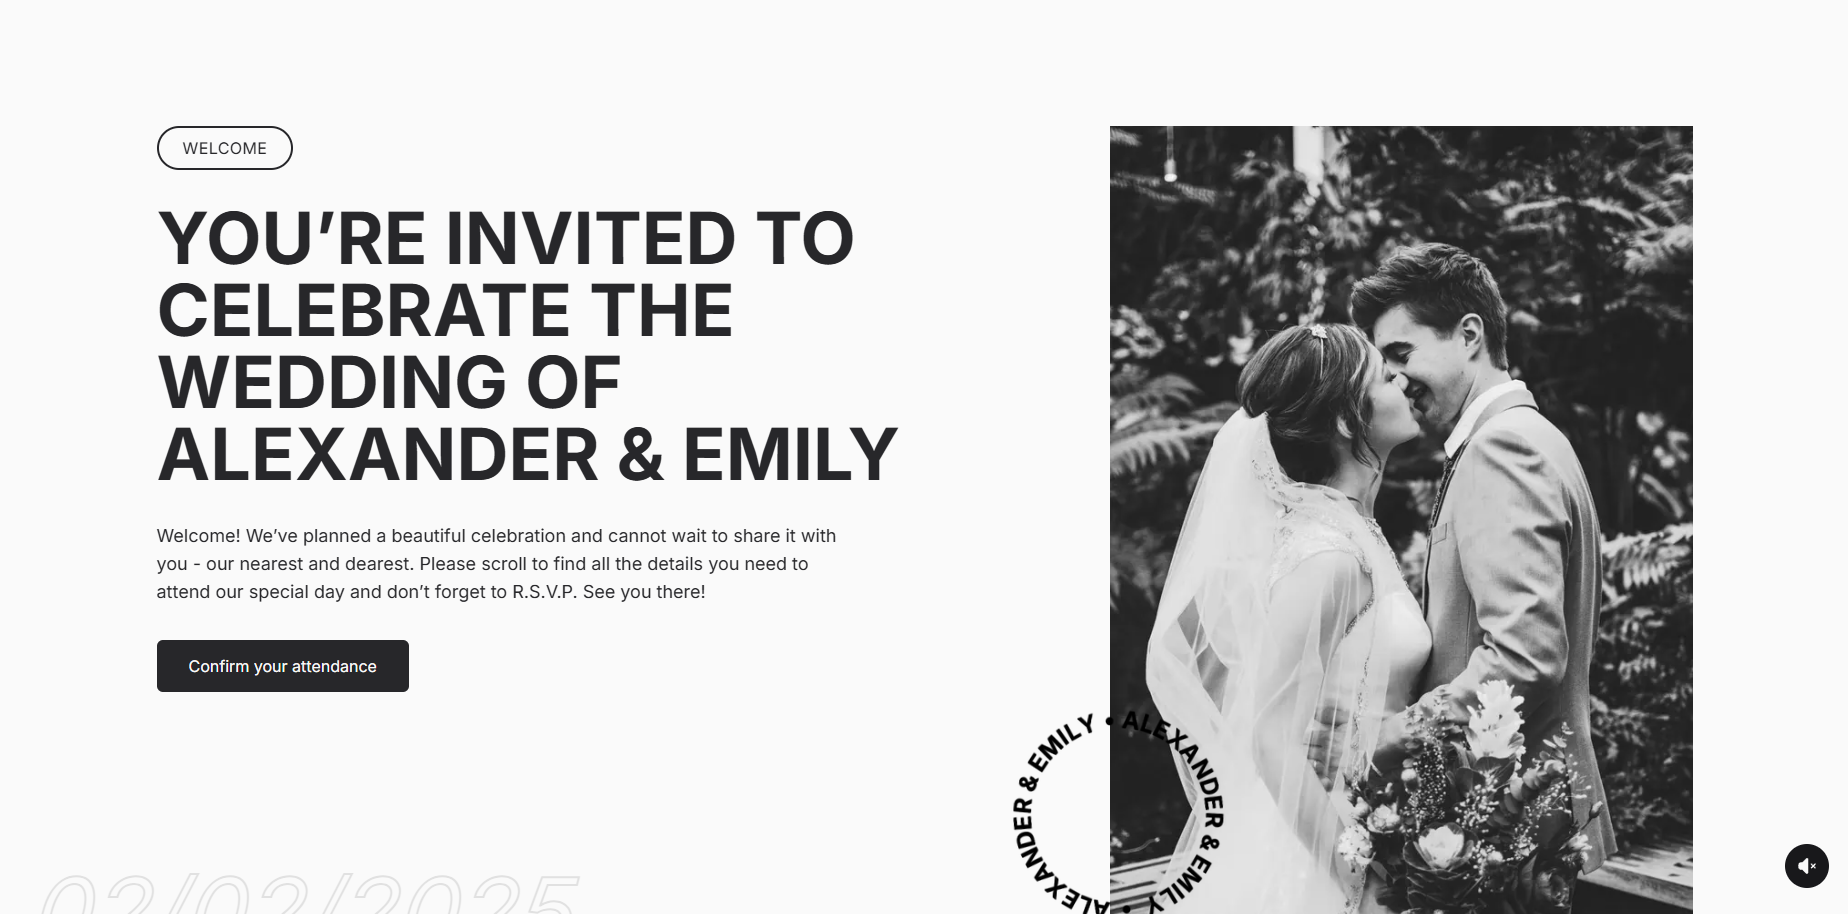 WELCOME
YOU’RE INVITED TO
CELEBRATE THE
WEDDING OF
ALEXANDER & EMILY
Welcome! We’ve planned a beautiful celebration and cannot wait to share it with
you - our nearest and dearest. Please scroll to find all the details you need to
attend our special day and don’t forget to R.S.V.P. See you there!
Confirm your attendance
ALEXANDER & EMILY • ALEXANDER & EMILY •
02/02/2025